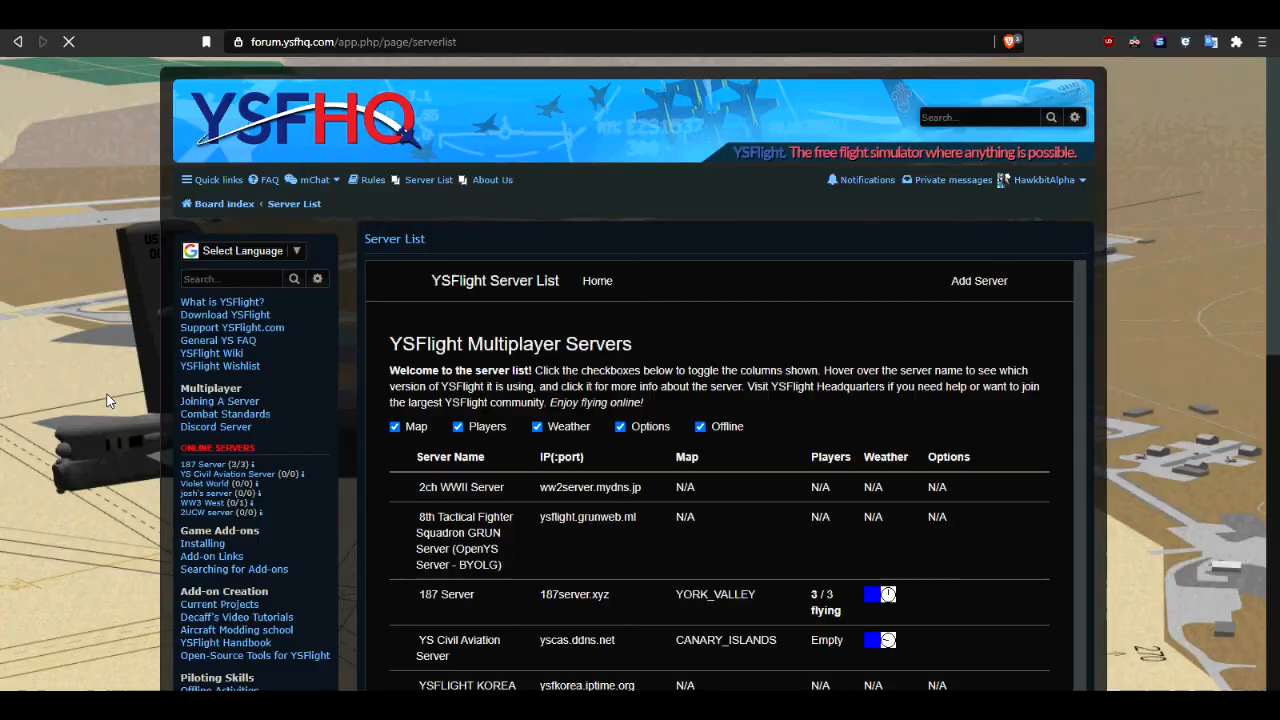 forum.ysfhq.com/app.php/page/serverlist
YSFHQ
Search...
YSFlight. The free flight simulator where anything is possible.
Quick links FAQ mChat Rules Server List About Us
Notifications Private messages HawkbitAlpha
Board index ‹ Server List
Select Language ▼
Search...
What is YSFlight?
Download YSFlight
Support YSFlight.com
General YS FAQ
YSFlight Wiki
YSFlight Wishlist
Multiplayer
Joining A Server
Combat Standards
Discord Server
ONLINE SERVERS
187 Server (3/3)
YS Civil Aviation Server (0/0)
Violet World (0/0)
josh's server (0/0)
WW3 West (0/1)
2UCW server (0/0)
Game Add-ons
Installing
Add-on Links
Searching for Add-ons
Add-on Creation
Current Projects
Decaff's Video Tutorials
Aircraft Modding school
YSFlight Handbook
Open-Source Tools for YSFlight
Piloting Skills
Offline Activities
Server List
YSFlight Server List Home Add Server
YSFlight Multiplayer Servers
Welcome to the server list! Click the checkboxes below to toggle the columns shown. Hover over the server name to see which
version of YSFlight it is using, and click it for more info about the server. Visit YSFlight Headquarters if you need help or want to join
the largest YSFlight community. Enjoy flying online!
Map Players Weather Options Offline
Server Name IP(:port) Map Players Weather Options
2ch WWII Server ww2server.mydns.jp N/A N/A N/A N/A
8th Tactical Fighter ysflight.grunweb.ml N/A N/A N/A N/A
Squadron GRUN
Server (OpenYS
Server - BYOLG)
187 Server 187server.xyz YORK_VALLEY 3 / 3
flying
YS Civil Aviation yscas.ddns.net CANARY_ISLANDS Empty
Server
YSFLIGHT KOREA ysfkorea.iptime.org N/A N/A N/A N/A
270